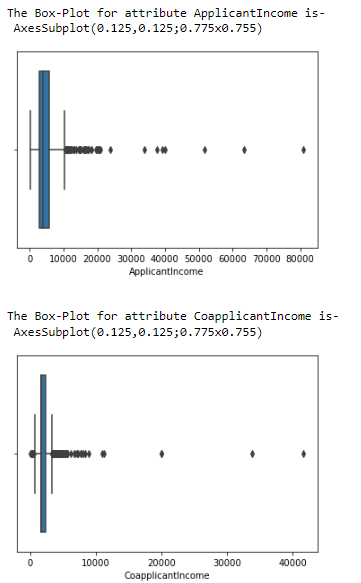 The Box-Plot for attribute ApplicantIncome is-
AxesSubplot(0.125,0.125;0.775x0.755)
0 10000 20000 30000 40000 50000 60000 70000 80000
ApplicantIncome
The Box-Plot for attribute CoapplicantIncome is-
AxesSubplot(0.125,0.125;0.775x0.755)
0 10000 20000 30000 40000
CoapplicantIncome